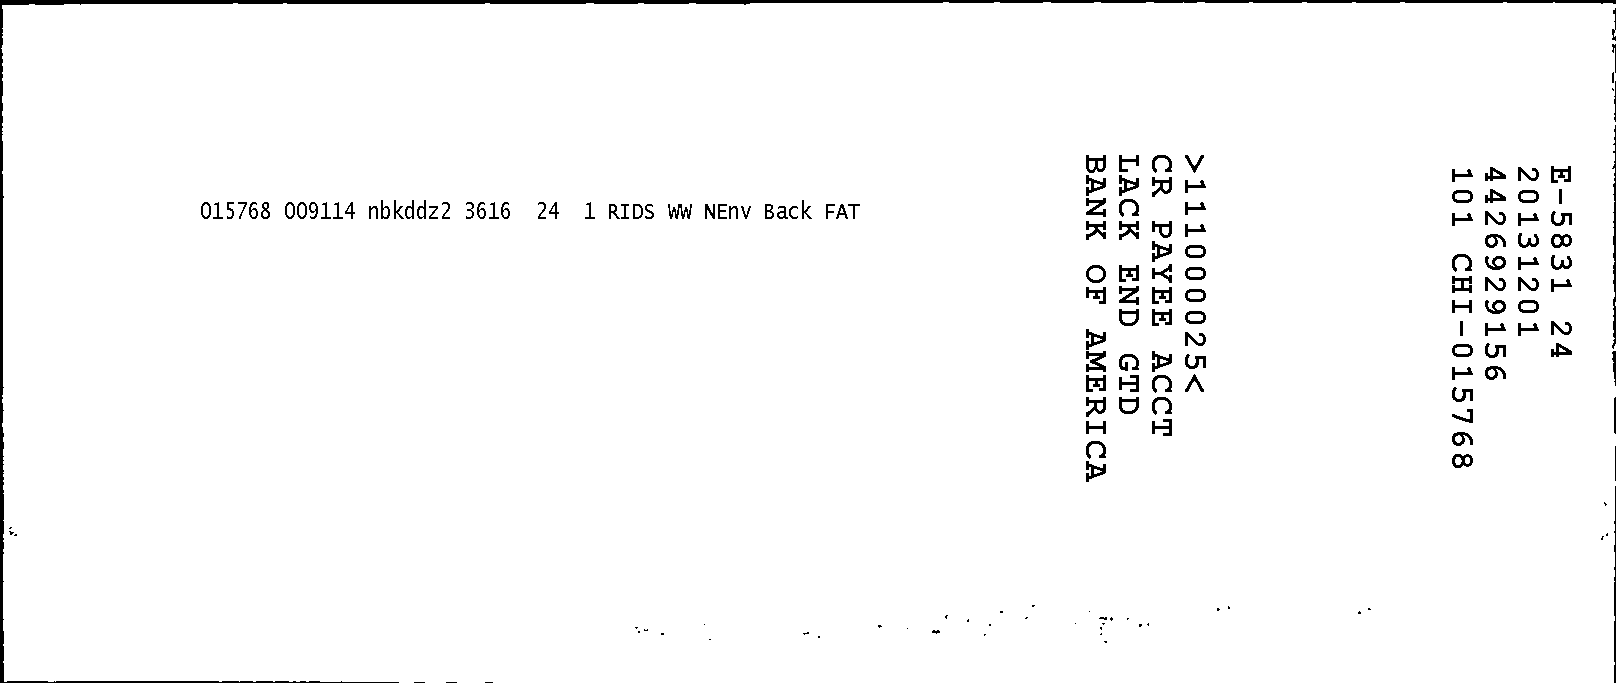 015768 009114 nbkddz2 3616 24 1 RIDS WW NEnv Back FAT
>111000025<
CR PAYEE ACCT
LACK END GTD
BANK OF AMERICA
E-5831 24
20131201
4426929156
101 CHI-015768